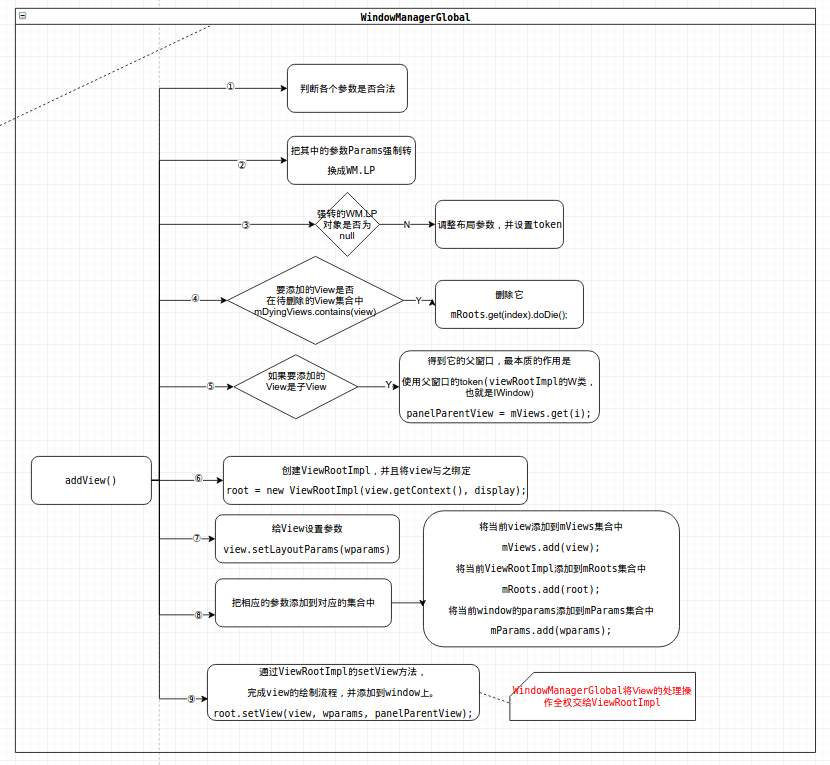 WindowManagerGlobal
①
判断各个参数是否合法
②
把其中的参数Params强制转
换成WM.LP
③
强转的WM.LP
对象是否为
null
N
调整布局参数，并设置token
④
要添加的View是否
在待删除的View集合中
mDyingViews.contains(view)
Y
删除它
mRoots.get(index).doDie();
⑤
如果要添加的
View是子View
Y
得到它的父窗口，最本质的作用是
使用父窗口的token(viewRootImpl的W类，
也就是IWindow)
panelParentView = mViews.get(i);
addView()
⑥
创建ViewRootImpl，并且将view与之绑定
root = new ViewRootImpl(view.getContext(), display);
⑦
给View设置参数
view.setLayoutParams(wparams)
⑧
把相应的参数添加到对应的集合中
将当前view添加到mViews集合中
mViews.add(view);
将当前ViewRootImpl添加到mRoots集合中
mRoots.add(root);
将当前window的params添加到mParams集合中
mParams.add(wparams);
⑨
通过ViewRootImpl的setView方法，
完成view的绘制流程，并添加到window上。
root.setView(view, wparams, panelParentView);
WindowManagerGlobal将View的处理操
作全权交给ViewRootImpl